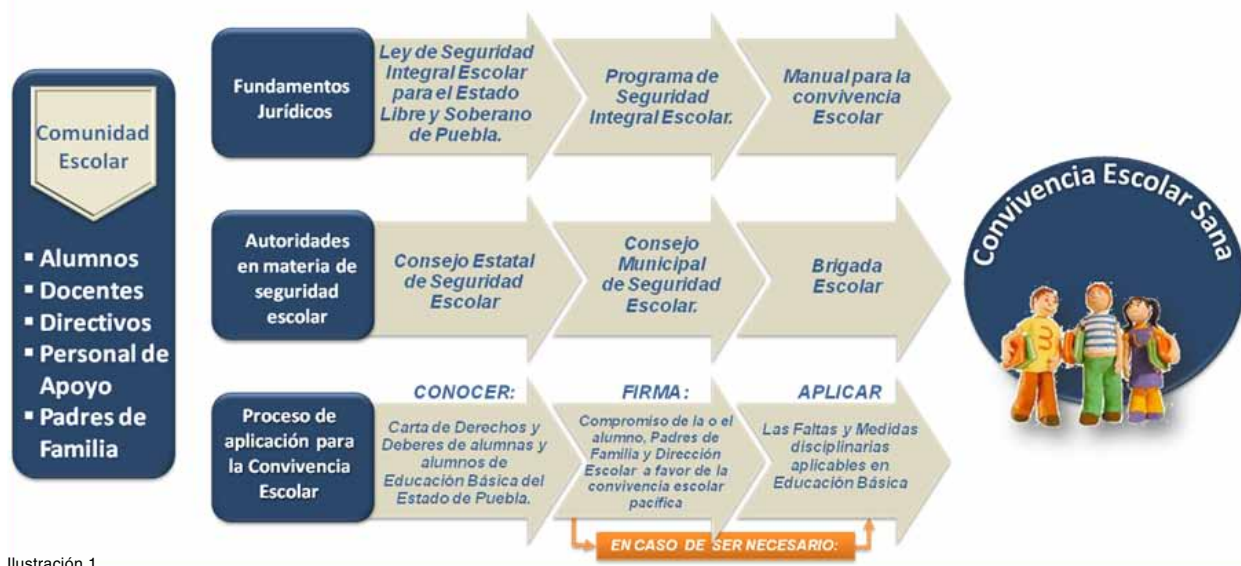 Comunidad
Escolar
▪ Alumnos
▪ Docentes
▪ Directivos
▪ Personal de
Apoyo
▪ Padres de
Familia
Fundamentos
Jurídicos
Ley de Seguridad
Integral Escolar
para el Estado
Libre y Soberano
de Puebla.
Programa de
Seguridad
Integral Escolar.
Manual para la
convivencia
Escolar
Autoridades
en materia de
seguridad
escolar
Consejo Estatal
de Seguridad
Escolar
Consejo
Municipal
de Seguridad
Escolar.
Brigada
Escolar
Proceso de
aplicación para
la Convivencia
Escolar
CONOCER:
Carta de Derechos y
Deberes de alumnas y
alumnos de
Educación Básica del
Estado de Puebla.
FIRMA:
Compromiso de la o el
alumno, Padres de
Familia y Dirección
Escolar a favor de la
convivencia escolar
pacífica
APLICAR
Las Faltas y Medidas
disciplinarias
aplicables en
Educación Básica
EN CASO DE SER NECESARIO:
Convivencia Escolar Sana
Ilustración 1